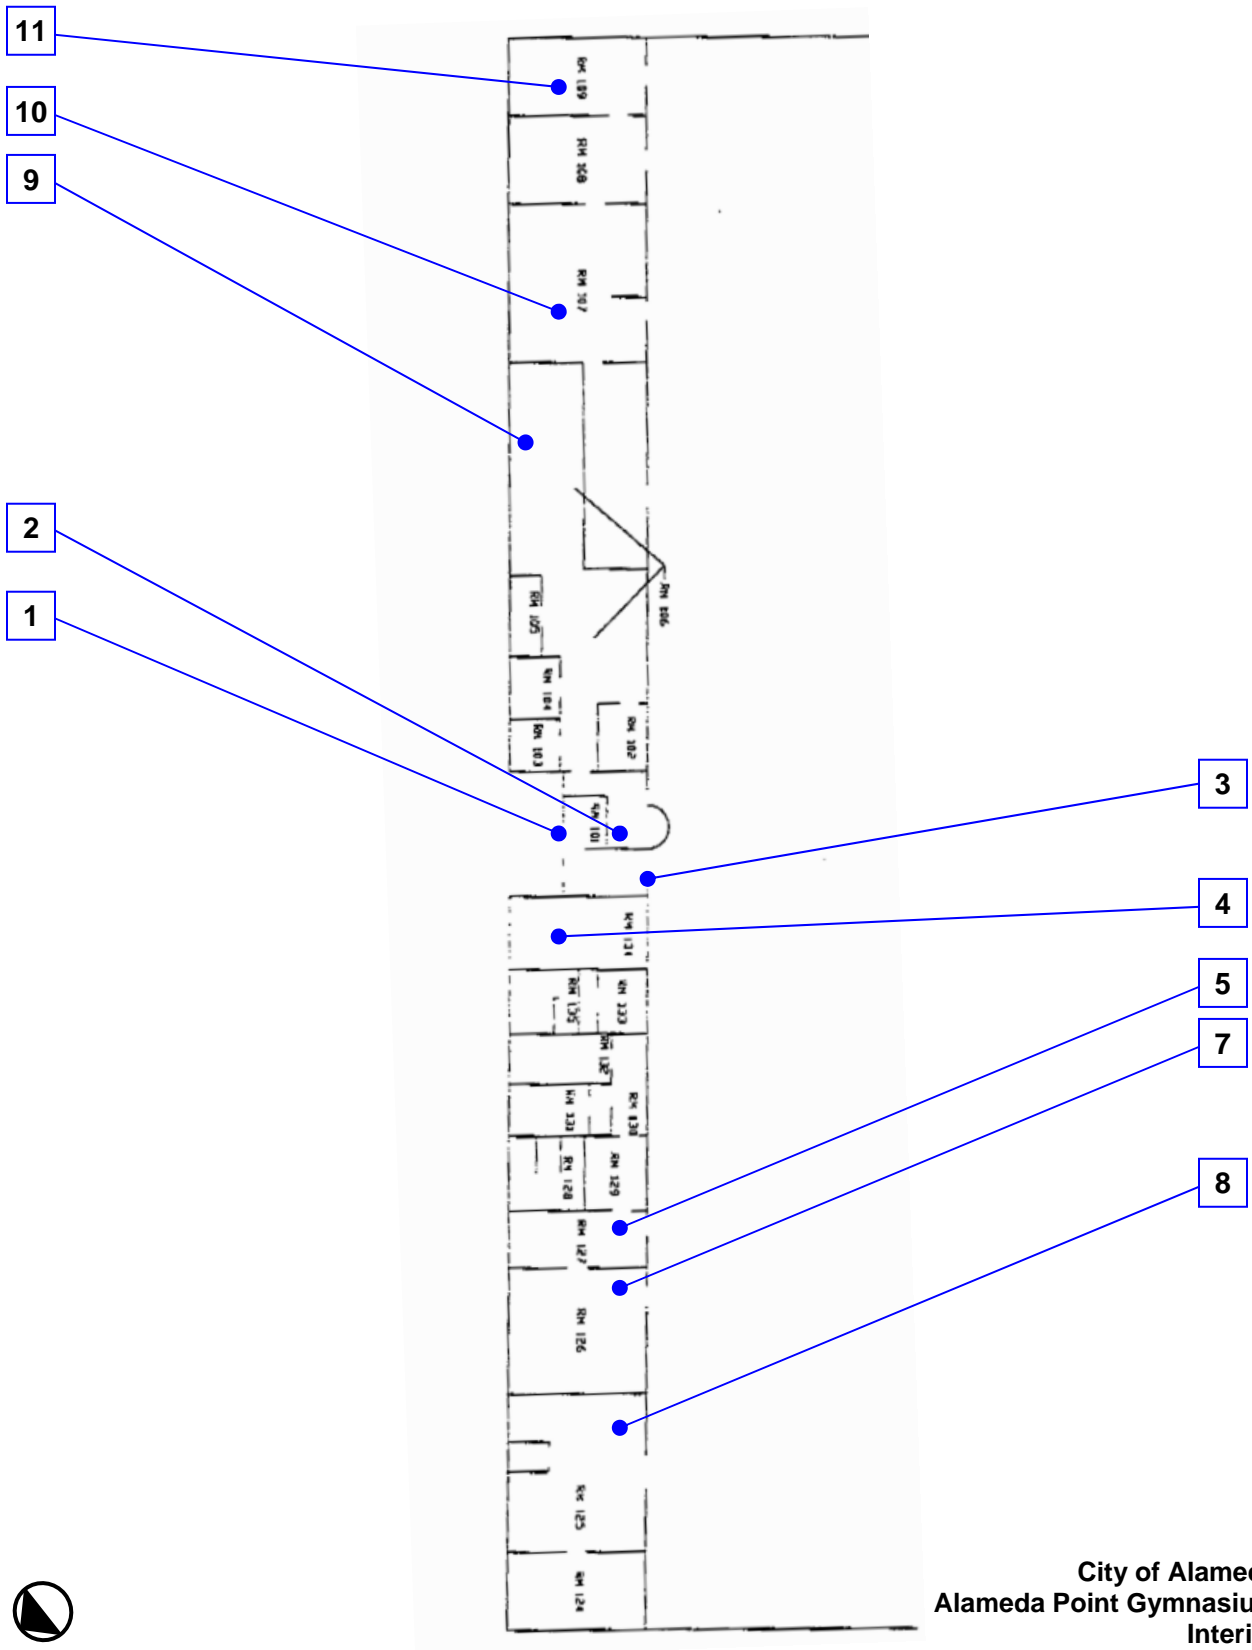 11
10
9
2
1
RM 109
RM 108
RM 107
RM 106
RM 105
RM 104
RM 103
RM 102
RM 101
3
4
5
7
8
RM 134
RM 135
RM 133
RM 132
RM 131
RM 130
RM 128
RM 129
RM 127
RM 126
RM 125
RM 124
City of Alame
Alameda Point Gymnasiu
Interi